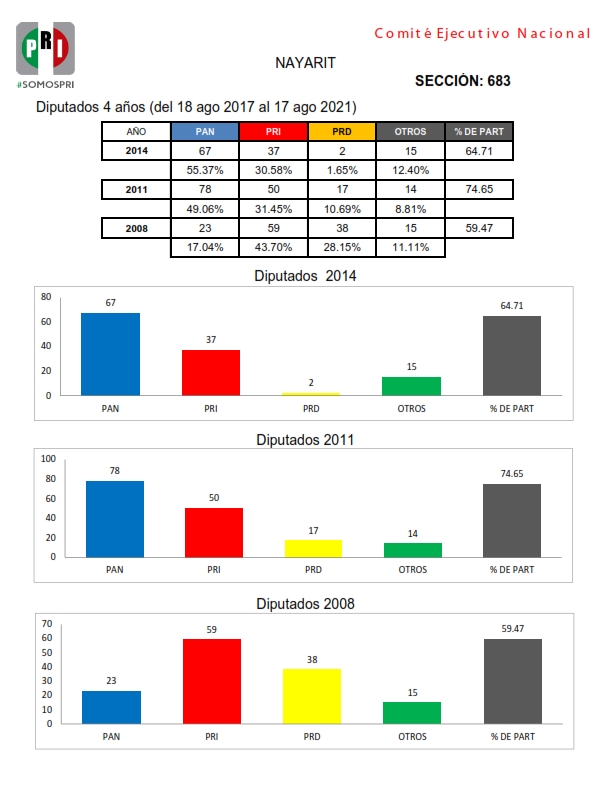 Comité Ejecutivo Nacional
PRI
#SOMOSPRI
NAYARIT
SECCIÓN: 683
Diputados 4 años (del 18 ago 2017 al 17 ago 2021)
AÑO PAN PRI PRD OTROS % DE PART
2014 67 37 2 15 64.71
55.37% 30.58% 1.65% 12.40%
2011 78 50 17 14 74.65
49.06% 31.45% 10.69% 8.81%
2008 23 59 38 15 59.47
17.04% 43.70% 28.15% 11.11%
Diputados 2014
80
60
40
20
0
67 37 2 15 64.71
PAN PRI PRD OTROS % DE PART
Diputados 2011
100
80
60
40
20
0
78 50 17 14 74.65
PAN PRI PRD OTROS % DE PART
Diputados 2008
70
60
50
40
30
20
10
0
23 59 38 15 59.47
PAN PRI PRD OTROS % DE PART